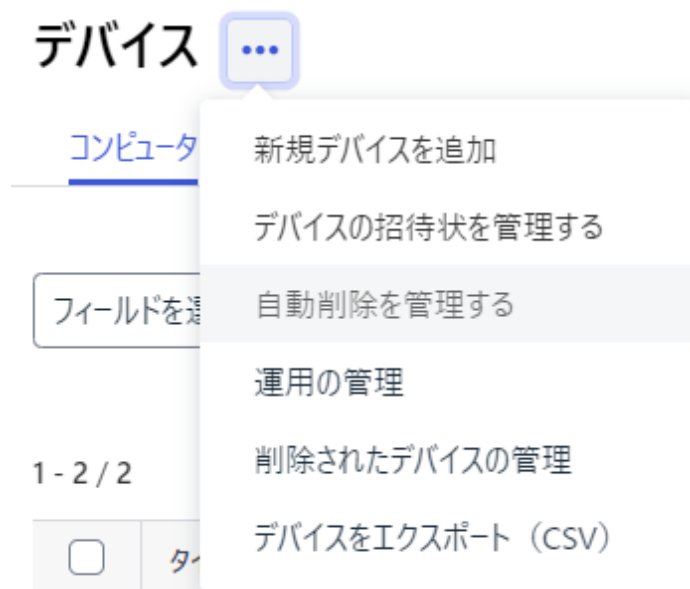 デバイス
コンピュータ
新規デバイスを追加
デバイスの招待状を管理する
フィールドを
自動削除を管理する
運用の管理
1 - 2 / 2
削除されたデバイスの管理
デバイスをエクスポート（CSV）
タ